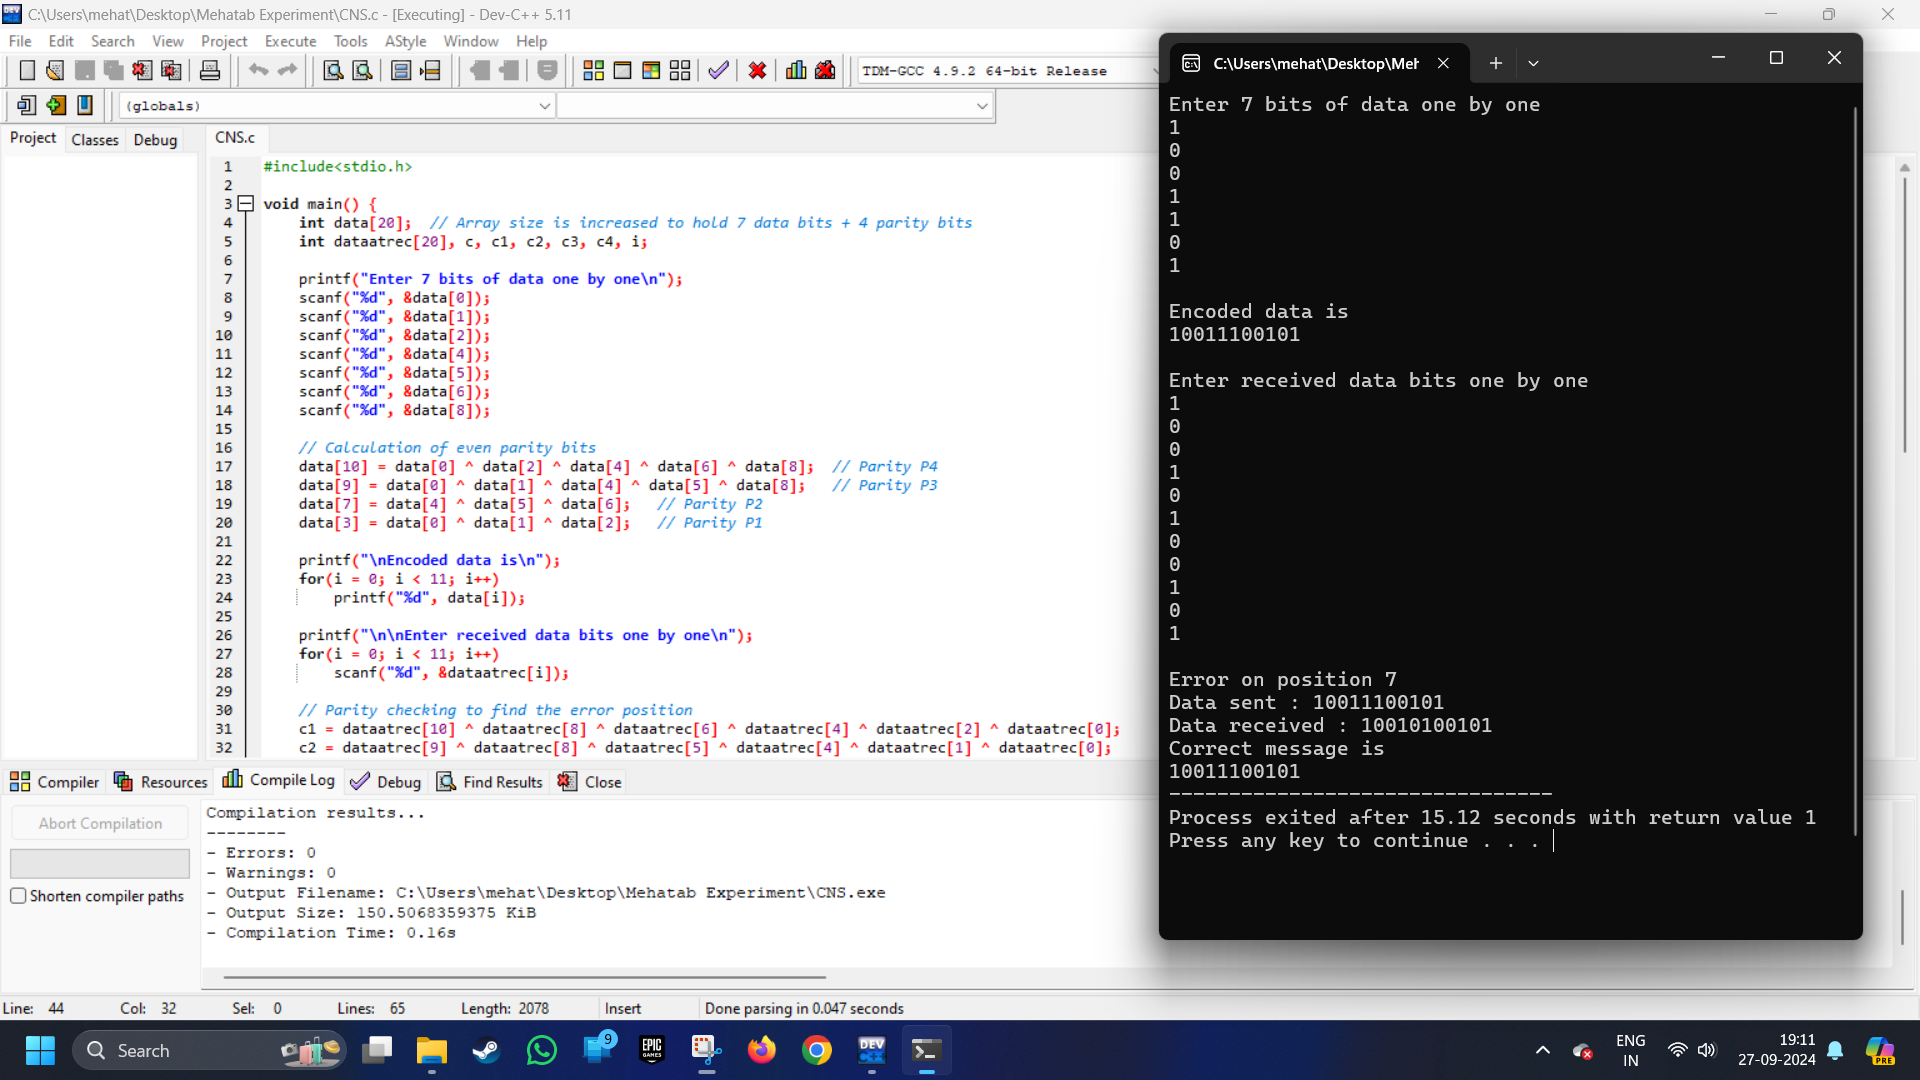 C:\Users\mehat\Desktop\Mehatab Experiment\CNS.c - [Executing] - Dev-C++ 5.11
File Edit Search View Project Execute Tools AStyle Window Help
TDM-GCC 4.9.2 64-bit Release
(globals)
Project Classes Debug
CNS.c
1 #include<stdio.h>
2
3 void main() {
4 int data[20]; // Array size is increased to hold 7 data bits + 4 parity bits
5 int dataatrec[20], c, c1, c2, c3, c4, i;
6
7 printf("Enter 7 bits of data one by one\n");
8 scanf("%d", &data[0]);
9 scanf("%d", &data[1]);
10 scanf("%d", &data[2]);
11 scanf("%d", &data[4]);
12 scanf("%d", &data[5]);
13 scanf("%d", &data[6]);
14 scanf("%d", &data[8]);
15
16 // Calculation of even parity bits
17 data[10] = data[0] ^ data[2] ^ data[4] ^ data[6] ^ data[8]; // Parity P4
18 data[9] = data[0] ^ data[1] ^ data[4] ^ data[5] ^ data[8]; // Parity P3
19 data[7] = data[4] ^ data[5] ^ data[6]; // Parity P2
20 data[3] = data[0] ^ data[1] ^ data[2]; // Parity P1
21
22 printf("\nEncoded data is\n");
23 for(i = 0; i < 11; i++)
24 printf("%d", data[i]);
25
26 printf("\n\nEnter received data bits one by one\n");
27 for(i = 0; i < 11; i++)
28 scanf("%d", &dataatrec[i]);
29
30 // Parity checking to find the error position
31 c1 = dataatrec[10] ^ dataatrec[8] ^ dataatrec[6] ^ dataatrec[4] ^ dataatrec[2] ^ dataatrec[0];
32 c2 = dataatrec[9] ^ dataatrec[8] ^ dataatrec[5] ^ dataatrec[4] ^ dataatrec[1] ^ dataatrec[0];
Compiler Resources Compile Log Debug Find Results Close
Abort Compilation
Shorten compiler paths
Compilation results...
--------
- Errors: 0
- Warnings: 0
- Output Filename: C:\Users\mehat\Desktop\Mehatab Experiment\CNS.exe
- Output Size: 150.5068359375 KiB
- Compilation Time: 0.16s
Line: 44 Col: 32 Sel: 0 Lines: 65 Length: 2078 Insert Done parsing in 0.047 seconds
C:\Users\mehat\Desktop\Meh
Enter 7 bits of data one by one
1
0
0
1
1
0
1
Encoded data is
10011100101
Enter received data bits one by one
1
0
0
1
0
1
0
0
1
0
1
Error on position 7
Data sent : 10011100101
Data received : 10010100101
Correct message is
10011100101
--------------------------------
Process exited after 15.12 seconds with return value 1
Press any key to continue . . .
Search
9
EPIC GAMES
DEV C++
ENG
IN
19:11
27-09-2024
PRE